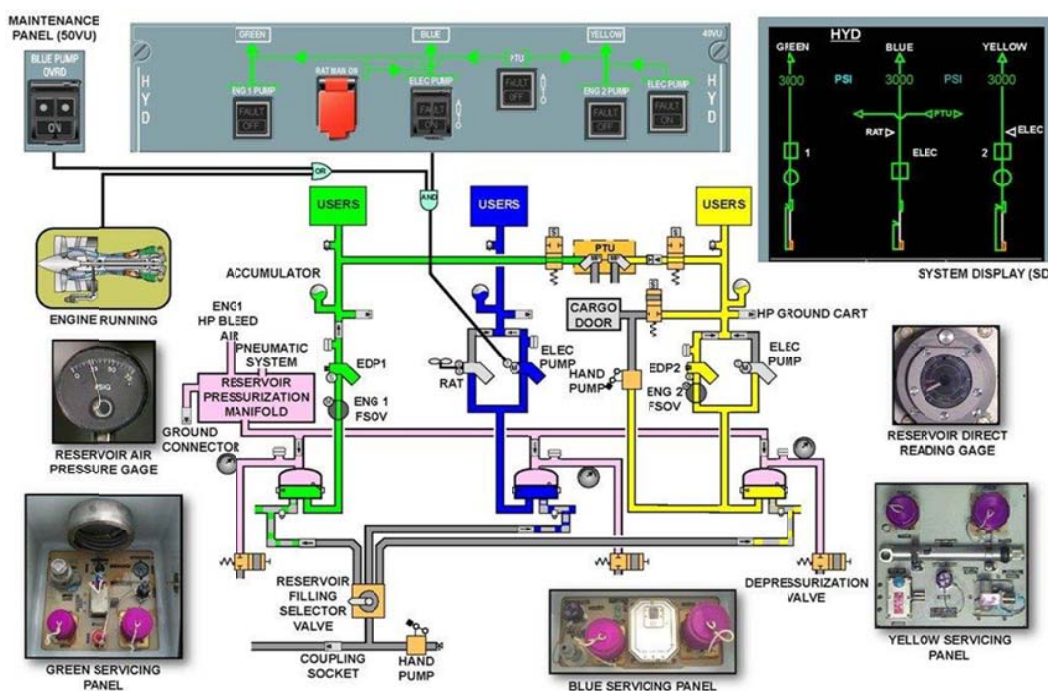 MAINTENANCE
PANEL (50VU)
BLUE PUMP
OVRD
ON
GREEN
BLUE
YELLOW
40VU
HYD
HYD
ENG 1 PUMP
FAULT
OFF
RAT MAN ON
ELEC PUMP
FAULT
ON
PTU
FAULT
OFF
ENG 2 PUMP
FAULT
OFF
ELEC PUMP
FAULT
ON
HYD
GREEN
BLUE
YELLOW
3000
PSI
3000
PSI
3000
PTU
RAT
ELEC
1
ELEC
2
SYSTEM DISPLAY (SD
OR
AND
USERS
USERS
USERS
PTU
S
S
S
ENGINE RUNNING
ACCUMULATOR
ENG1
HP BLEED
AIR
PNEUMATIC
SYSTEM
RESERVOIR
PRESSURIZATION
MANIFOLD
GROUND
CONNECTOR
EDP1
ENG 1
FSOV
RAT
M
ELEC
PUMP
CARGO
DOOR
HAND
PUMP
HP GROUND CART
EDP2
ENG 2
FSOV
M
ELEC
PUMP
PSIG
RESERVOIR AIR
PRESSURE GAGE
RESERVOIR DIRECT
READING GAGE
RESERVOIR
FILLING
SELECTOR
VALVE
COUPLING
SOCKET
HAND
PUMP
DEPRESSURIZATION
VALVE
GREEN SERVICING
PANEL
BLUE SERVICING PANEL
YELLOW SERVICING
PANEL